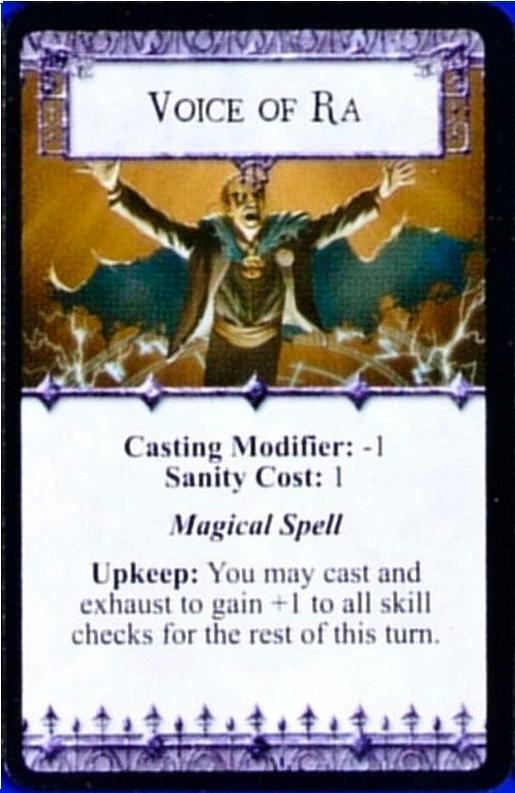 Voice of Ra
Casting Modifier: -1
Sanity Cost: 1
Magical Spell
Upkeep: You may cast and
exhaust to gain +1 to all skill
checks for the rest of this turn.